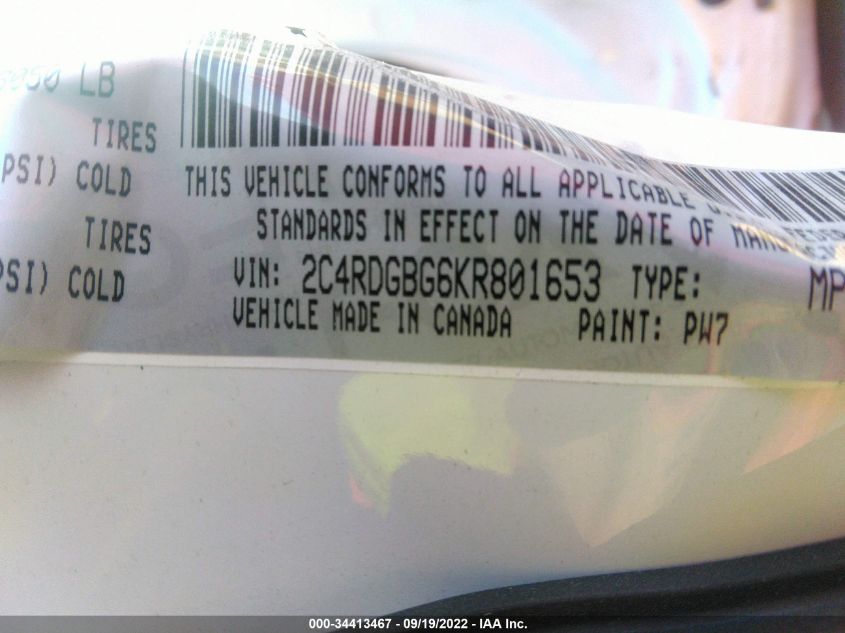 LB
TIRES
PSI) COLD
TIRES
PSI) COLD
THIS VEHICLE CONFORMS TO ALL APPLICABLE
STANDARDS IN EFFECT ON THE DATE OF
VIN: 2C4RDGBG6KR801653 TYPE: MP
VEHICLE MADE IN CANADA PAINT: PW7
000-34413467 - 09/19/2022 - IAA Inc.